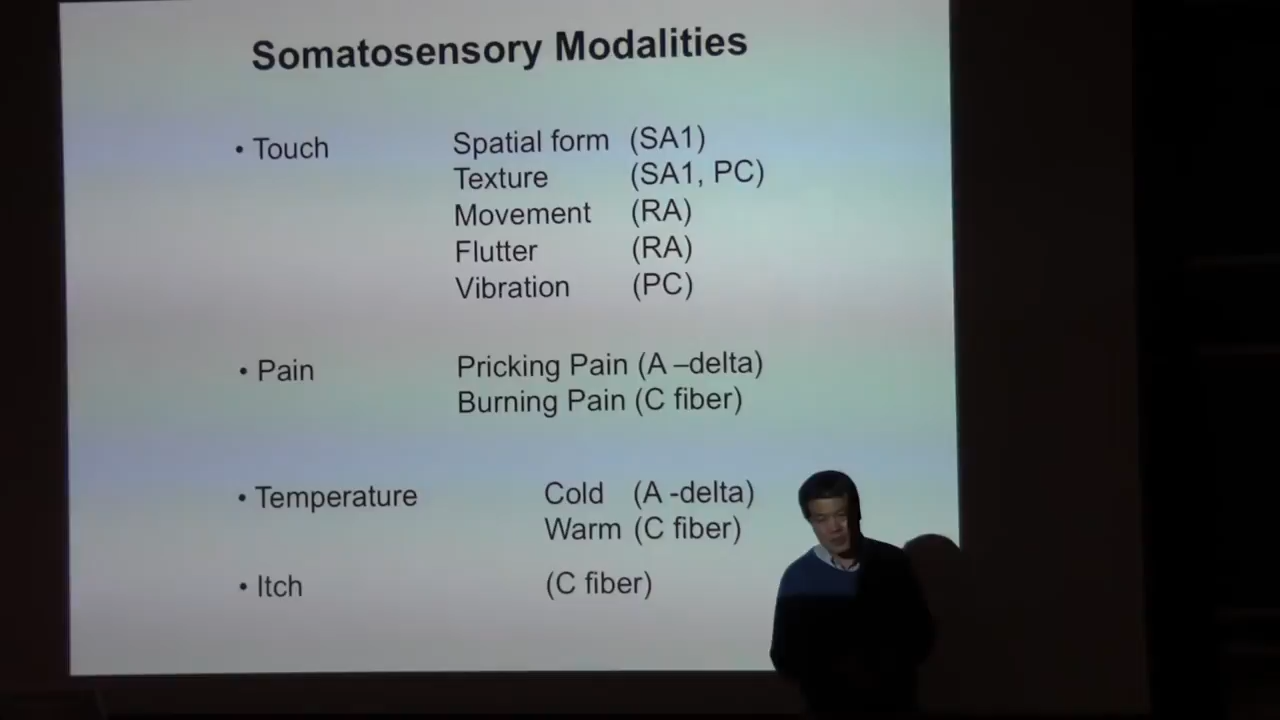 Somatosensory Modalities
• Touch Spatial form (SA1)
Texture (SA1, PC)
Movement (RA)
Flutter (RA)
Vibration (PC)
• Pain Pricking Pain (A –delta)
Burning Pain (C fiber)
• Temperature Cold (A -delta)
Warm (C fiber)
• Itch (C fiber)